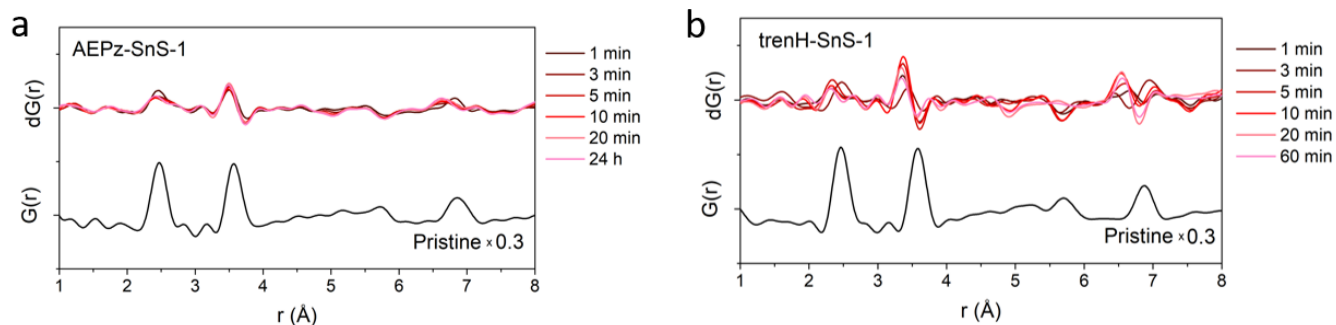 a
AEPz-SnS-1
dG(r)
G(r)
1 min
3 min
5 min
10 min
20 min
24 h
Pristine × 0.3
1 2 3 4 5 6 7 8
r (Å)
b
trenH-SnS-1
dG(r)
G(r)
1 min
3 min
5 min
10 min
20 min
60 min
Pristine × 0.3
1 2 3 4 5 6 7 8
r (Å)